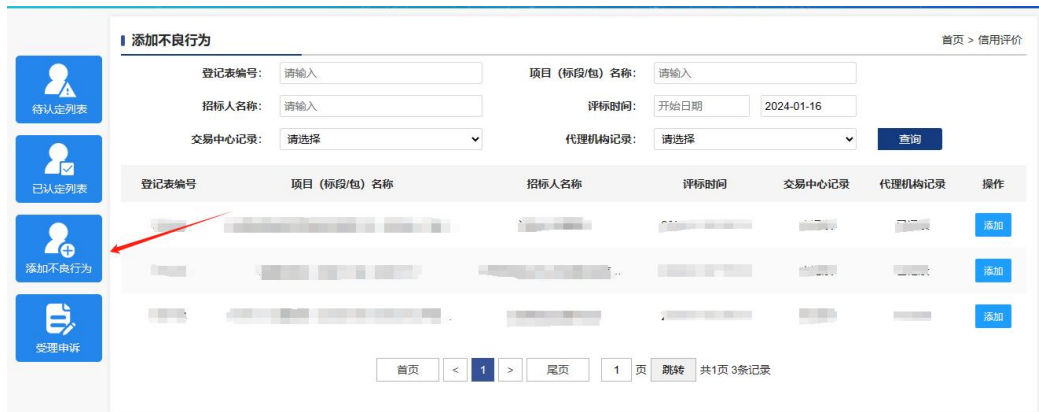 添加不良行为
首页 > 信用评价
待认定列表
已认定列表
添加不良行为
受理申诉
登记表编号： 请输入 项目（标段/包）名称： 请输入
招标人名称： 请输入 评标时间： 开始日期 2024-01-16
交易中心记录： 请选择 代理机构记录： 请选择 查询
登记表编号 项目（标段/包）名称 招标人名称 评标时间 交易中心记录 代理机构记录 操作
添加
添加
添加
首页 < 1 > 尾页 1 页 跳转 共1页 3条记录